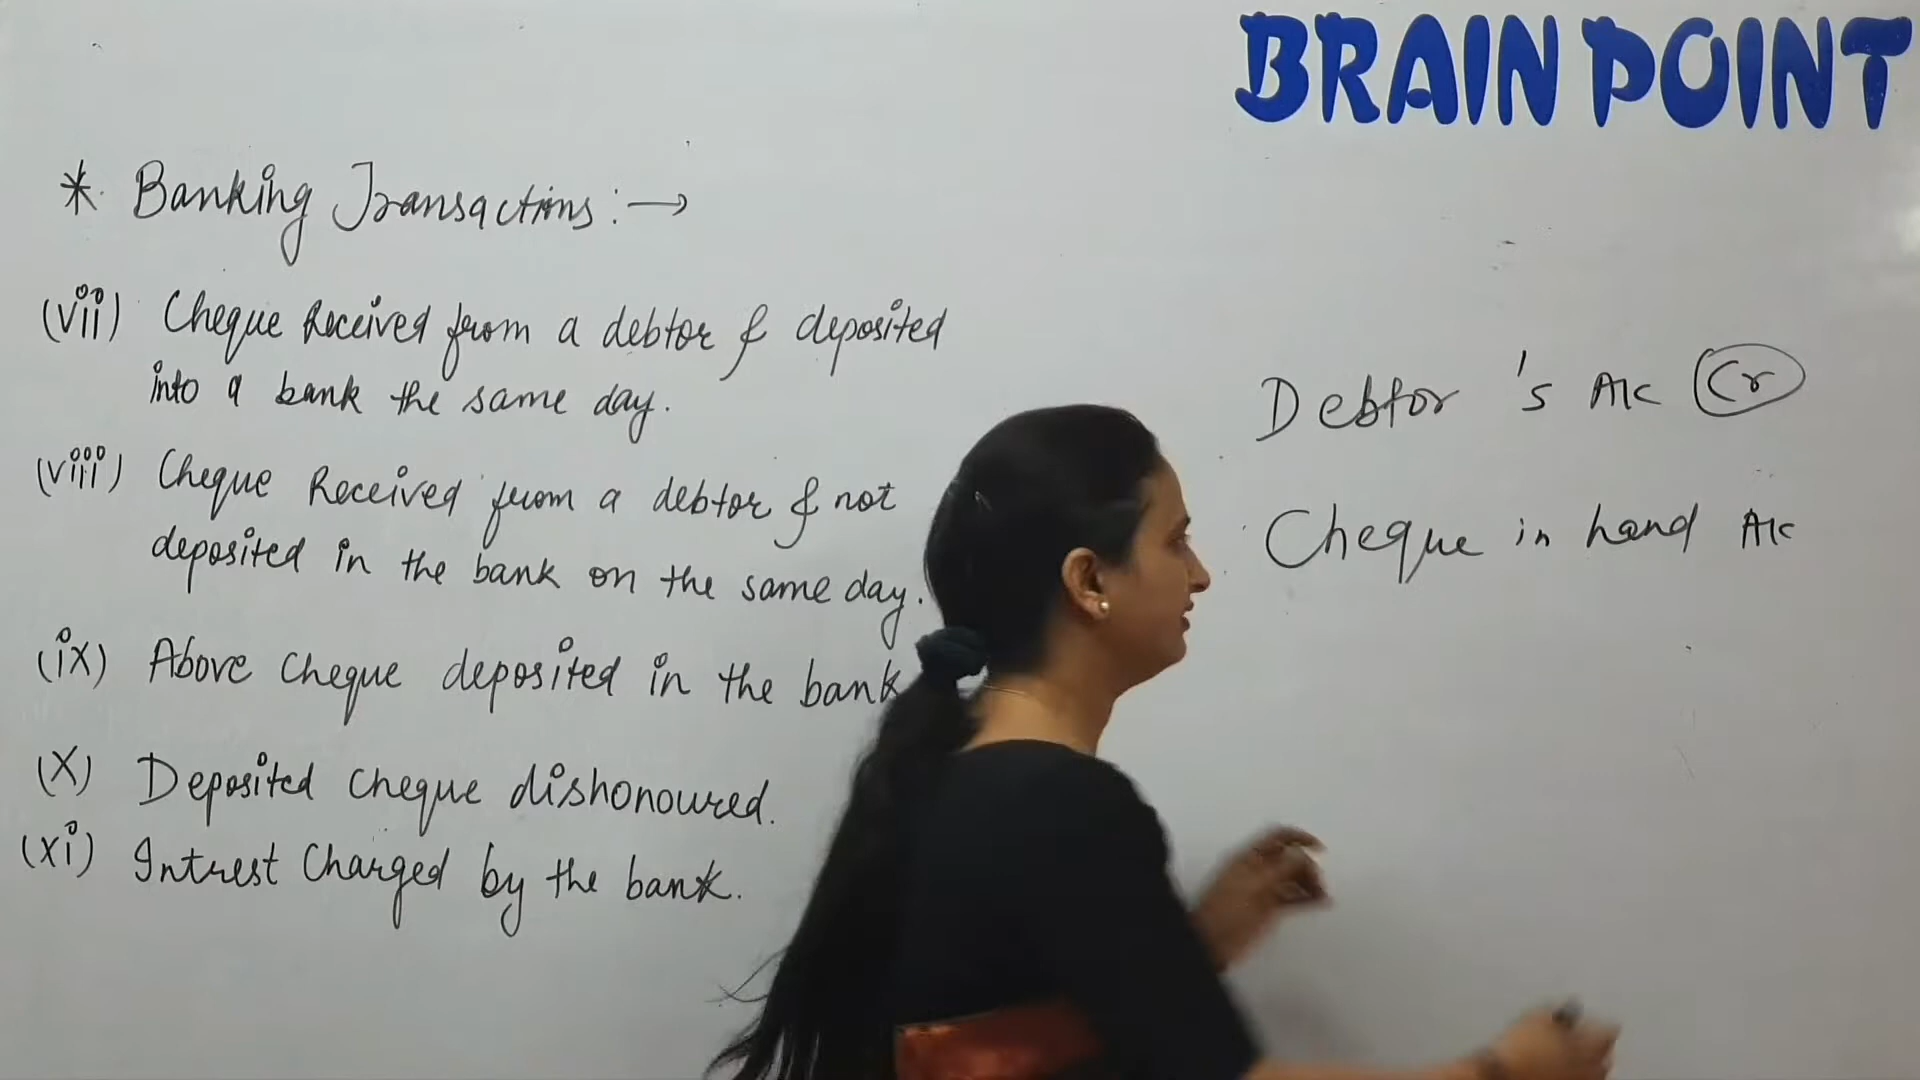 BRAIN POINT
* Banking Transactions :→
(vii) Cheque Received from a debtor & deposited
into a bank the same day.
(viii) Cheque Received from a debtor & not
deposited in the bank on the same day.
(ix) Above Cheque deposited in the bank
(X) Deposited Cheque dishonoured.
(xi) Intrest Charged by the bank.
Debtor's A/c Cr
Cheque in hand A/c